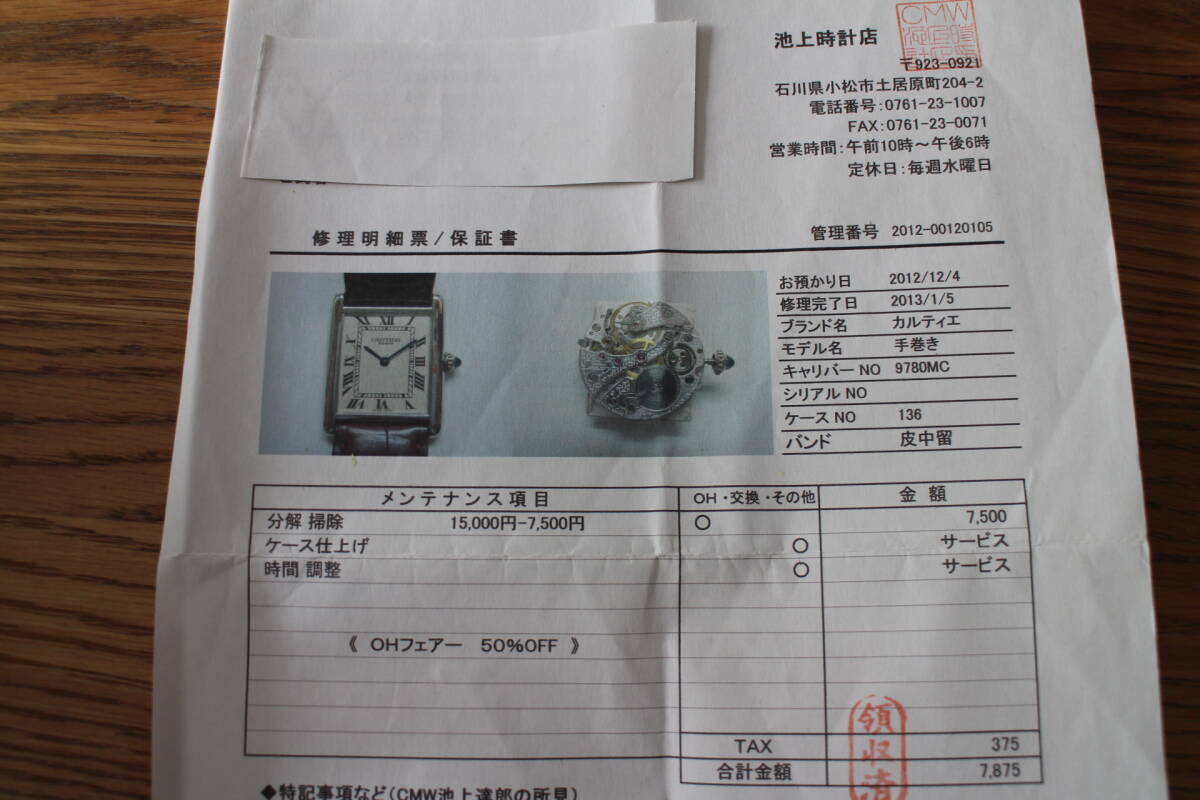 池上時計店
CMW
〒923-0921
石川県小松市土居原町204-2
電話番号:0761-23-1007
FAX:0761-23-0071
営業時間:午前10時～午後6時
定休日:毎週水曜日
修理明細票/保証書
管理番号 2012-00120105
お預かり日 2012/12/4
修理完了日 2013/1/5
ブランド名 カルティエ
モデル名 手巻き
キャリバーNO 9780MC
シリアルNO
ケースNO 136
バンド 皮中留
メンテナンス項目 OH・交換・その他 金額
分解 掃除 15,000円-7,500円 〇 7,500
ケース仕上げ 〇 サービス
時間 調整 〇 サービス
《 OHフェアー 50%OFF 》
TAX 375
合計金額 7,875
領収済
◆特記事項など(CMW池上達郎の所見)